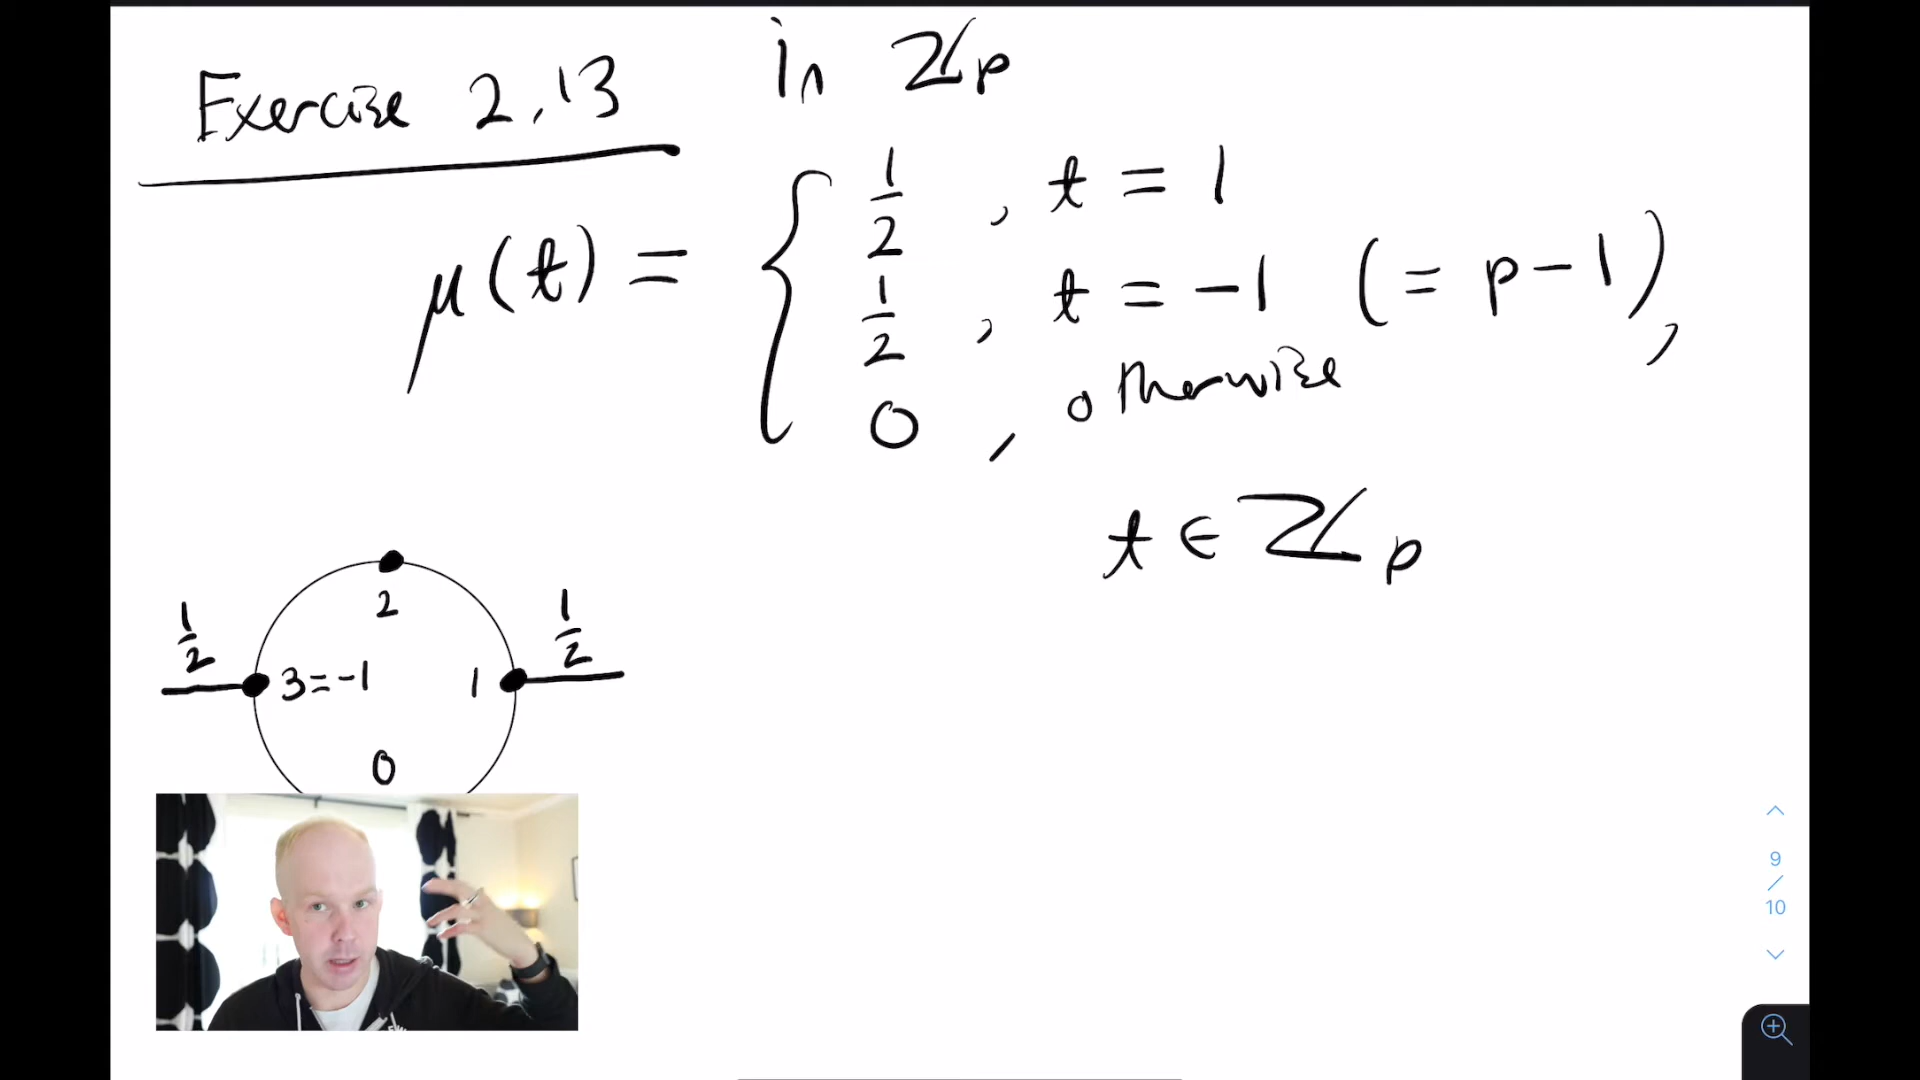 Exercise 2.13 in ℤp
μ(t) = { 1/2 , t = 1
1/2 , t = -1 (= p-1),
0 , otherwise
t ∈ ℤp
2
1/2 3=-1 1 1/2
0
9
/
10